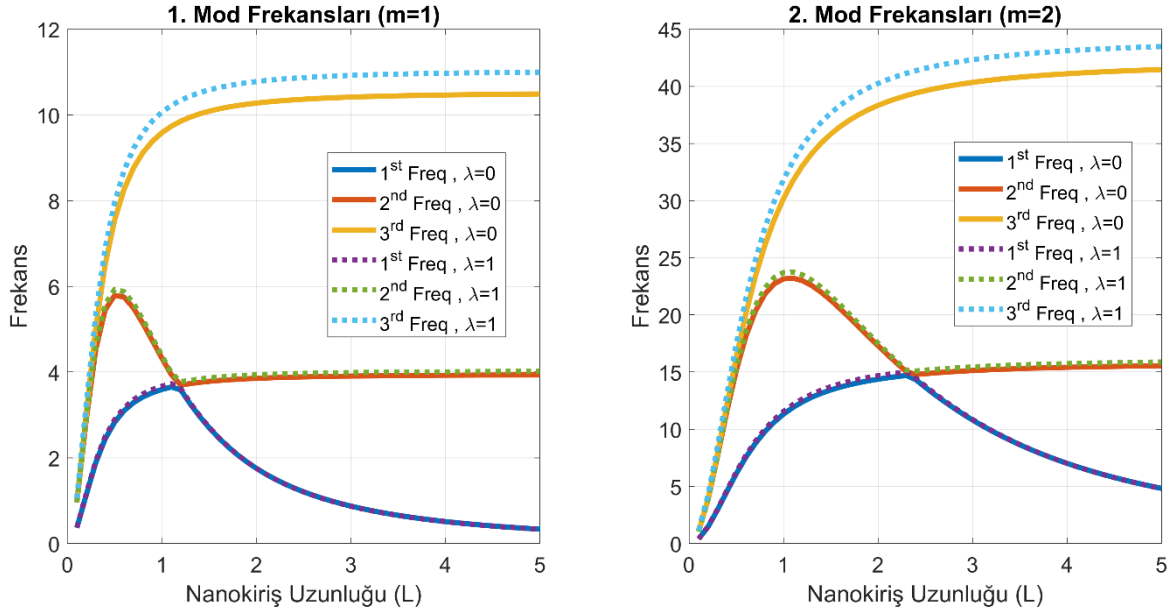 1. Mod Frekansları (m=1)
Frekans
12
10
8
6
4
2
0
1st Freq , λ=0
2nd Freq , λ=0
3rd Freq , λ=0
1st Freq , λ=1
2nd Freq , λ=1
3rd Freq , λ=1
0 1 2 3 4 5
Nanokiriş Uzunluğu (L)
2. Mod Frekansları (m=2)
Frekans
45
40
35
30
25
20
15
10
5
0
1st Freq , λ=0
2nd Freq , λ=0
3rd Freq , λ=0
1st Freq , λ=1
2nd Freq , λ=1
3rd Freq , λ=1
0 1 2 3 4 5
Nanokiriş Uzunluğu (L)